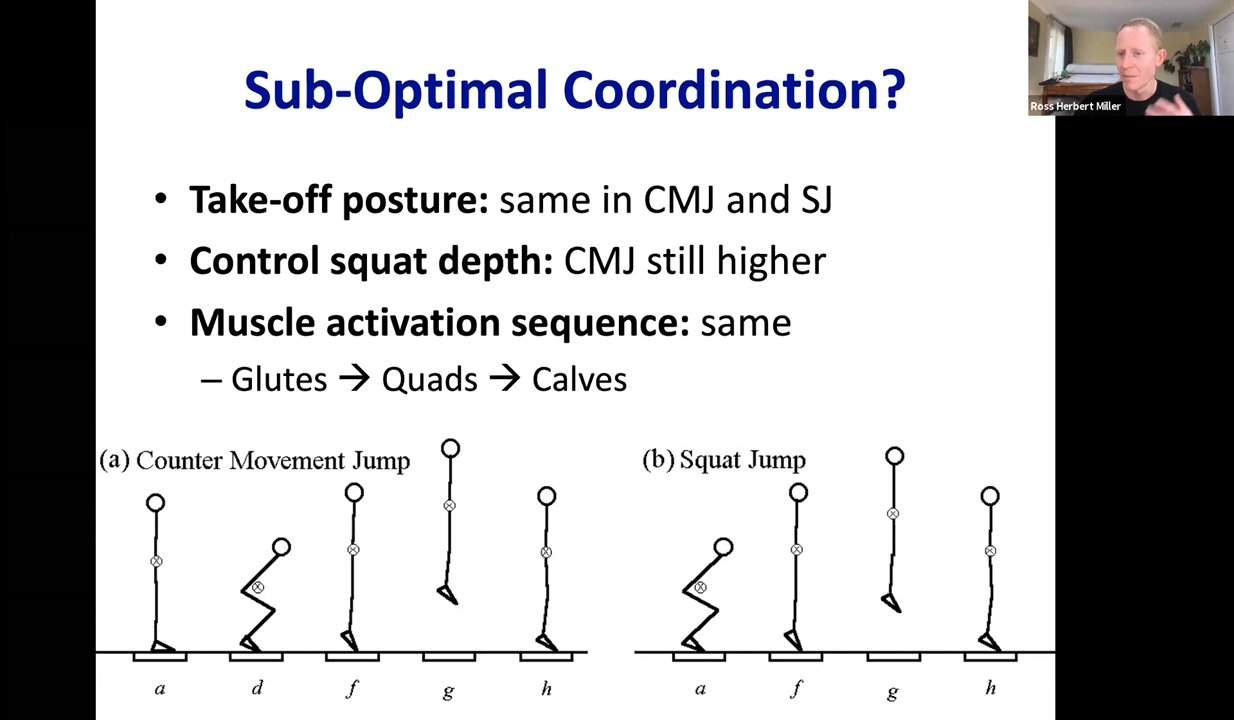 Sub-Optimal Coordination?
Ross Herbert Miller
• Take-off posture: same in CMJ and SJ
• Control squat depth: CMJ still higher
• Muscle activation sequence: same
– Glutes → Quads → Calves
(a) Counter Movement Jump
(b) Squat Jump
a d f g h
a f g h